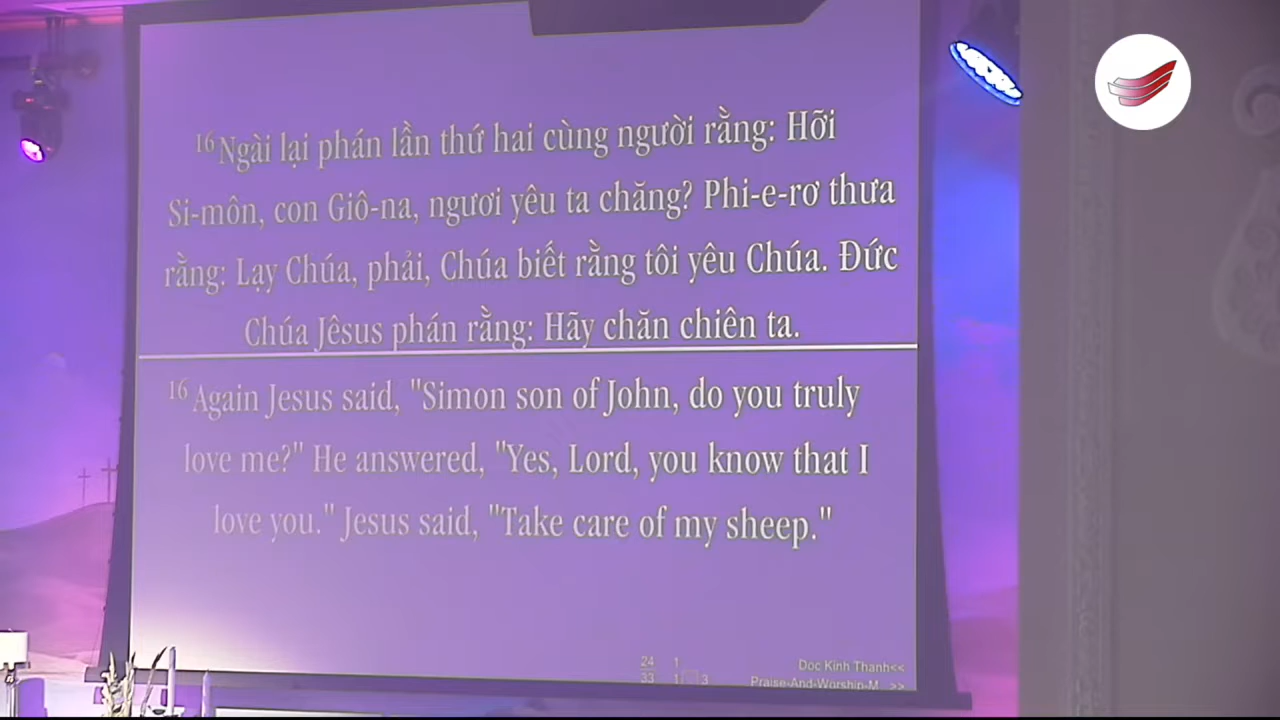 16 Ngài lại phán lần thứ hai cùng người rằng: Hỡi
Si-môn, con Giô-na, ngươi yêu ta chăng? Phi-e-rơ thưa
rằng: Lạy Chúa, phải, Chúa biết rằng tôi yêu Chúa. Đức
Chúa Jêsus phán rằng: Hãy chăn chiên ta.
16 Again Jesus said, "Simon son of John, do you truly
love me?" He answered, "Yes, Lord, you know that I
love you." Jesus said, "Take care of my sheep."
24 1 Doc Kinh Thanh<<
33 1/ 3 Praise-And-Worship-M... >>